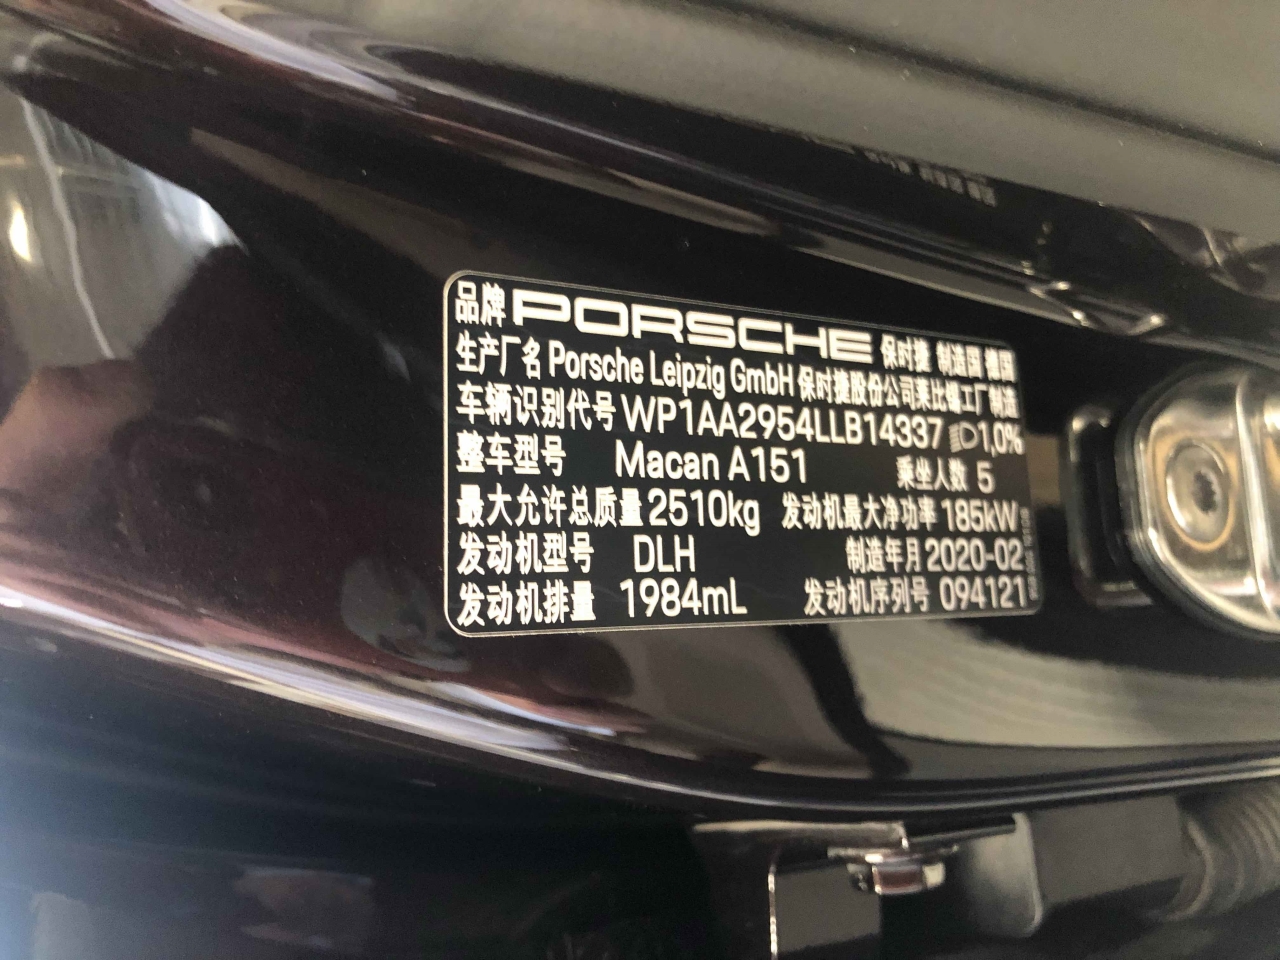 品牌 PORSCHE 保时捷 制造国 德国
生产厂名 Porsche Leipzig GmbH 保时捷股份公司莱比锡工厂制造
车辆识别代号 WP1AA2954LLB14337 1,0%
整车型号 Macan A151 乘坐人数 5
最大允许总质量 2510kg 发动机最大净功率 185kW
发动机型号 DLH 制造年月 2020-02
发动机排量 1984mL 发动机序列号 094121